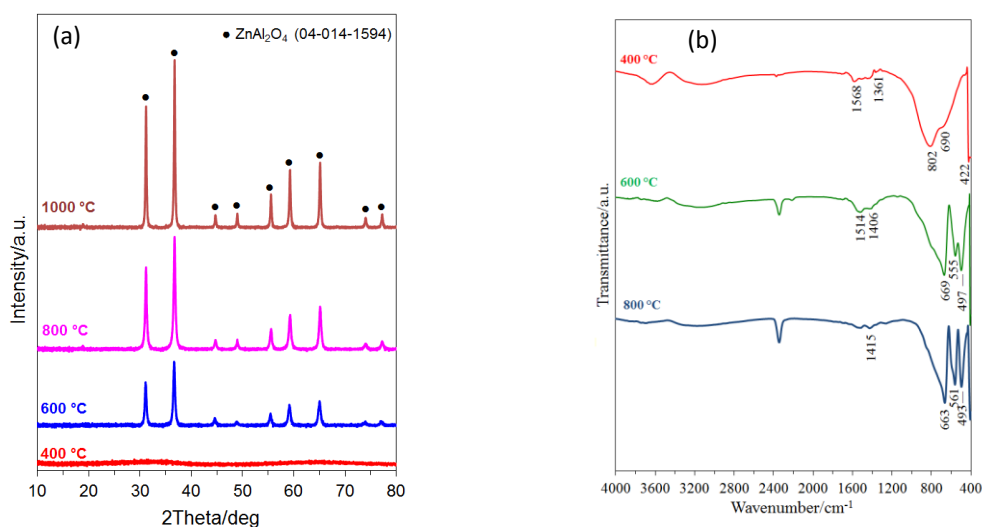 (a)
● ZnAl₂O₄ (04-014-1594)
1000 °C
800 °C
600 °C
400 °C
Intensity/a.u.
10 20 30 40 50 60 70 80
2Theta/deg
(b)
400 °C
1568
1361
802
690
422
600 °C
1514
1406
669
555
497
800 °C
1415
663
561
493
Transmittance/a.u.
4000 3600 3200 2800 2400 2000 1600 1200 800 400
Wavenumber/cm⁻¹